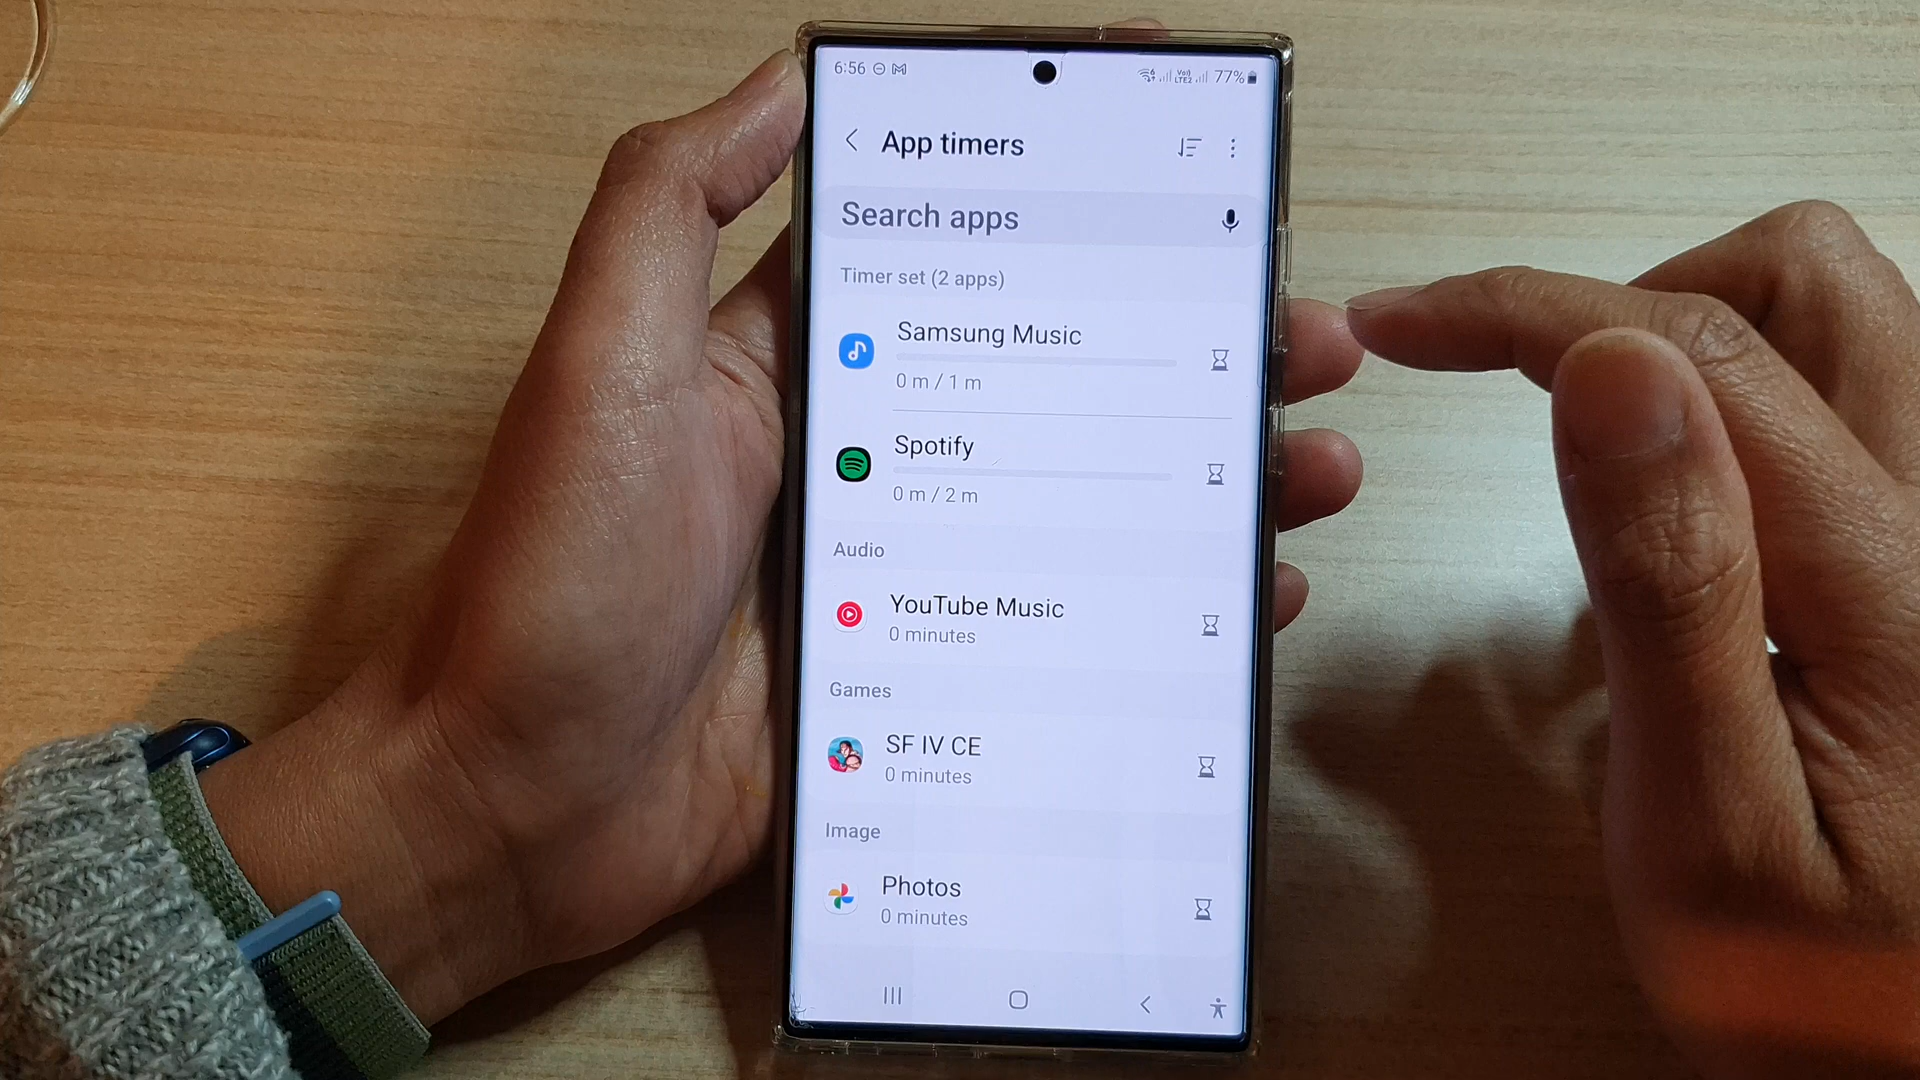 6:56
LTE2 77%
App timers
Search apps
Timer set (2 apps)
Samsung Music
0 m / 1 m
Spotify
0 m / 2 m
Audio
YouTube Music
0 minutes
Games
SF IV CE
0 minutes
Image
Photos
0 minutes